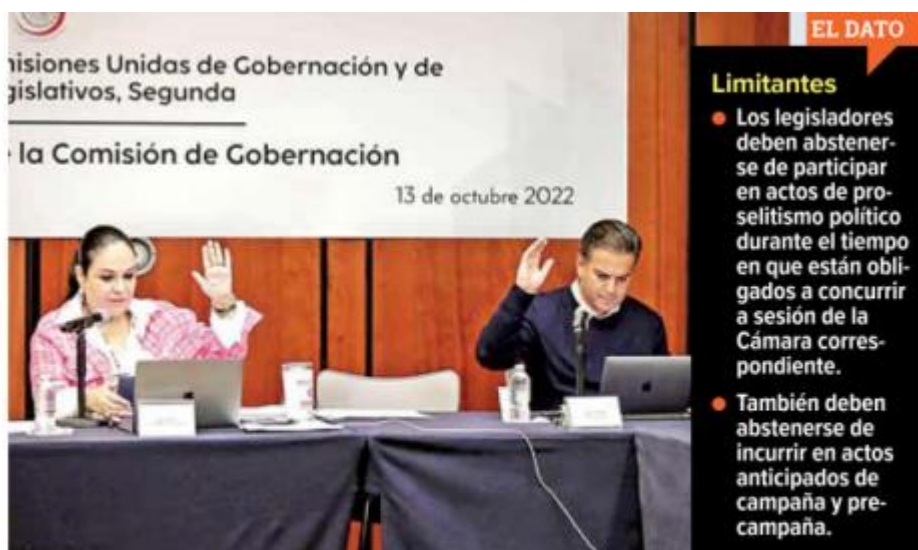 misiones Unidas de Gobernación y de
gislativos, Segunda
la Comisión de Gobernación
13 de octubre 2022
EL DATO
Limitantes
Los legisladores
deben abstener-
se de participar
en actos de pro-
selitismo político
durante el tiempo
en que están obli-
gados a concurrir
a sesión de la
Cámara corres-
pondiente.
También deben
abstenerse de
incurrir en actos
anticipados de
campaña y pre-
campaña.